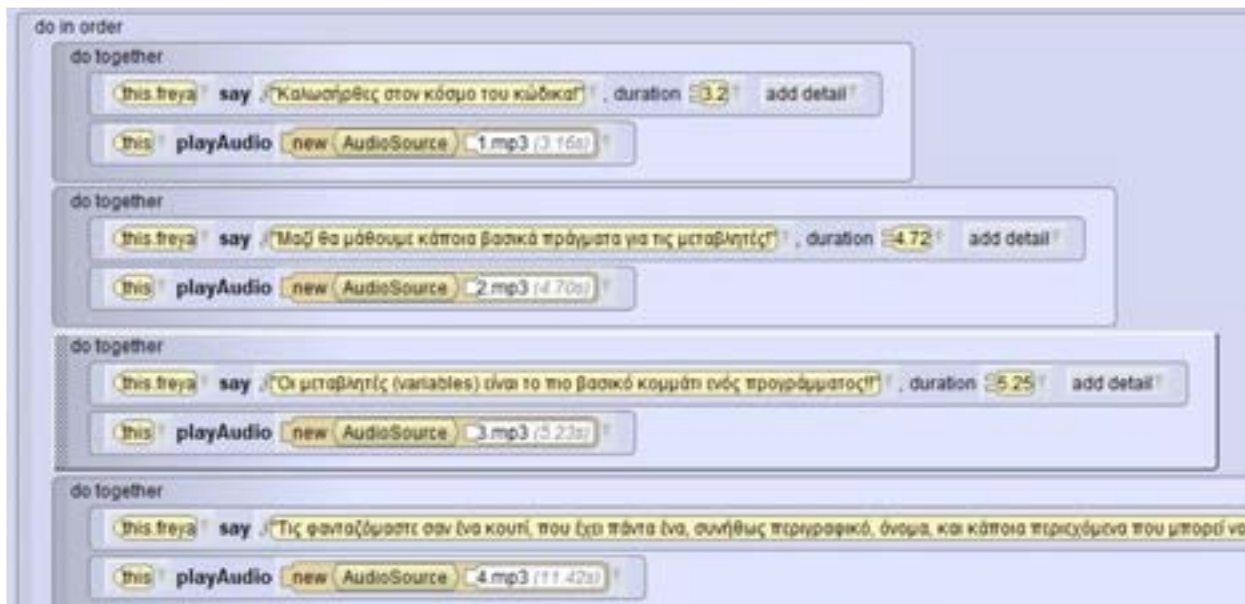 do in order
do together
this.freya say "Καλωσήρθες στον κόσμο του κώδικα!" , duration 3.2 add detail
this playAudio new AudioSource 1.mp3 (3.16s)
do together
this.freya say "Μαζί θα μάθουμε κάποια βασικά πράγματα για τις μεταβλητές!" , duration 4.72 add detail
this playAudio new AudioSource 2.mp3 (4.70s)
do together
this.freya say "Οι μεταβλητές (variables) είναι το πιο βασικό κομμάτι ενός προγράμματος!!" , duration 5.25 add detail
this playAudio new AudioSource 3.mp3 (5.23s)
do together
this.freya say "Τις φανταζόμαστε σαν ένα κουτί, που έχει πάντα ένα, συνήθως περιγραφικό, όνομα, και κάποια περιεχόμενα που μπορεί να
this playAudio new AudioSource 4.mp3 (11.42s)